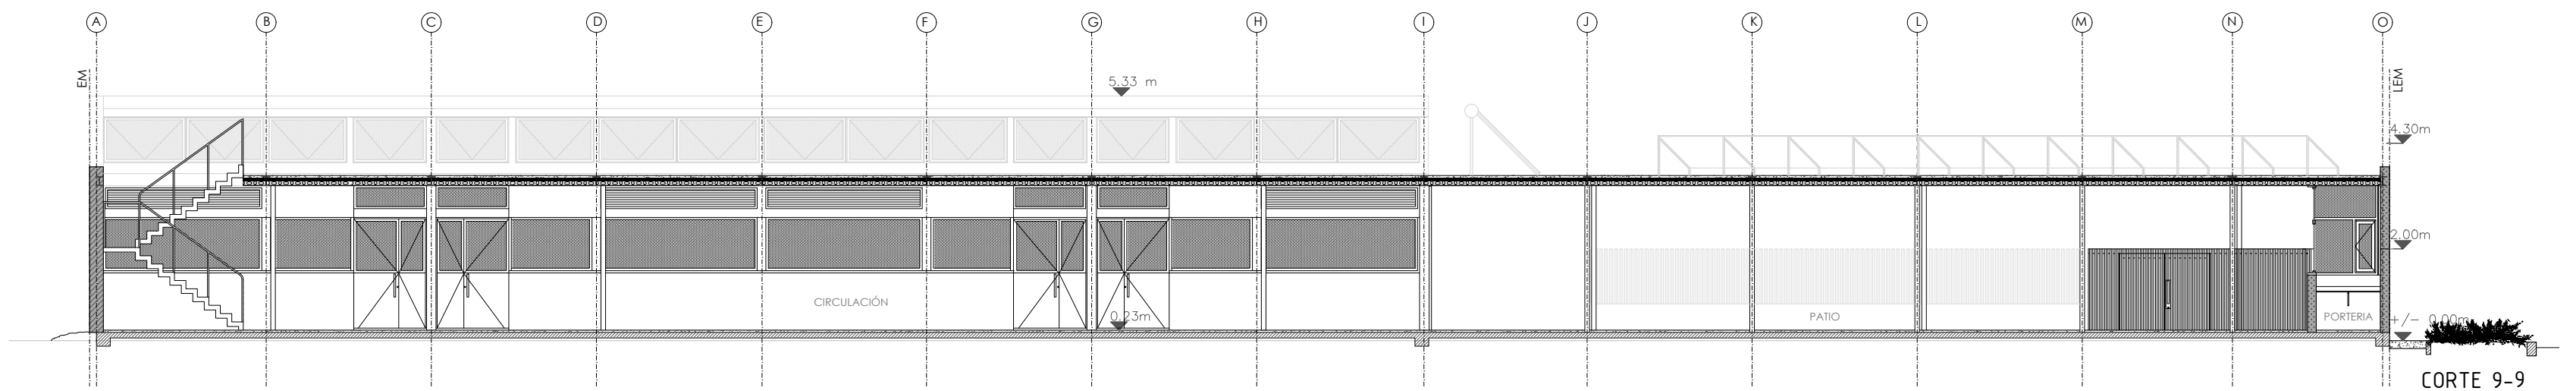 A B C D E F G H I J K L M N O
EM
LEM
5.33 m
4.30m
2.00m
CIRCULACIÓN
0.23m
PATIO
PORTERIA
+/- 0.00m
CORTE 9-9